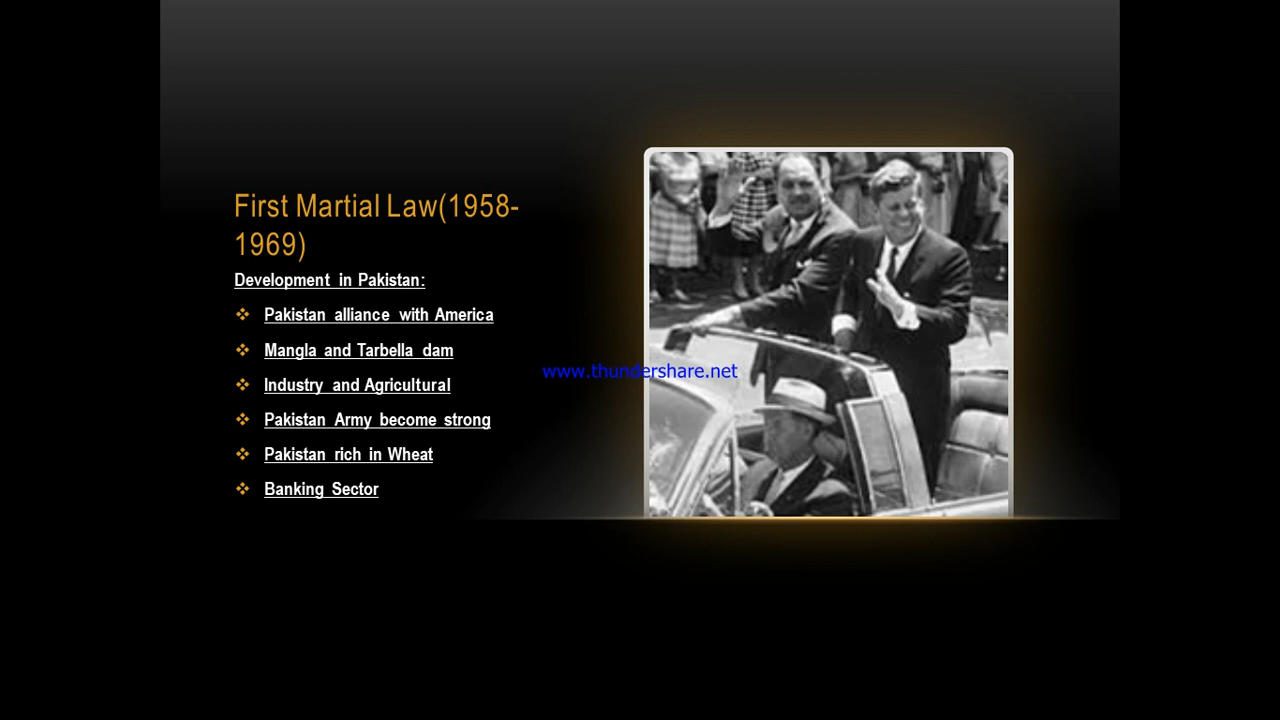 First Martial Law(1958-
1969)
Development in Pakistan:
Pakistan alliance with America
Mangla and Tarbella dam
www.thundershare.net
Industry and Agricultural
Pakistan Army become strong
Pakistan rich in Wheat
Banking Sector